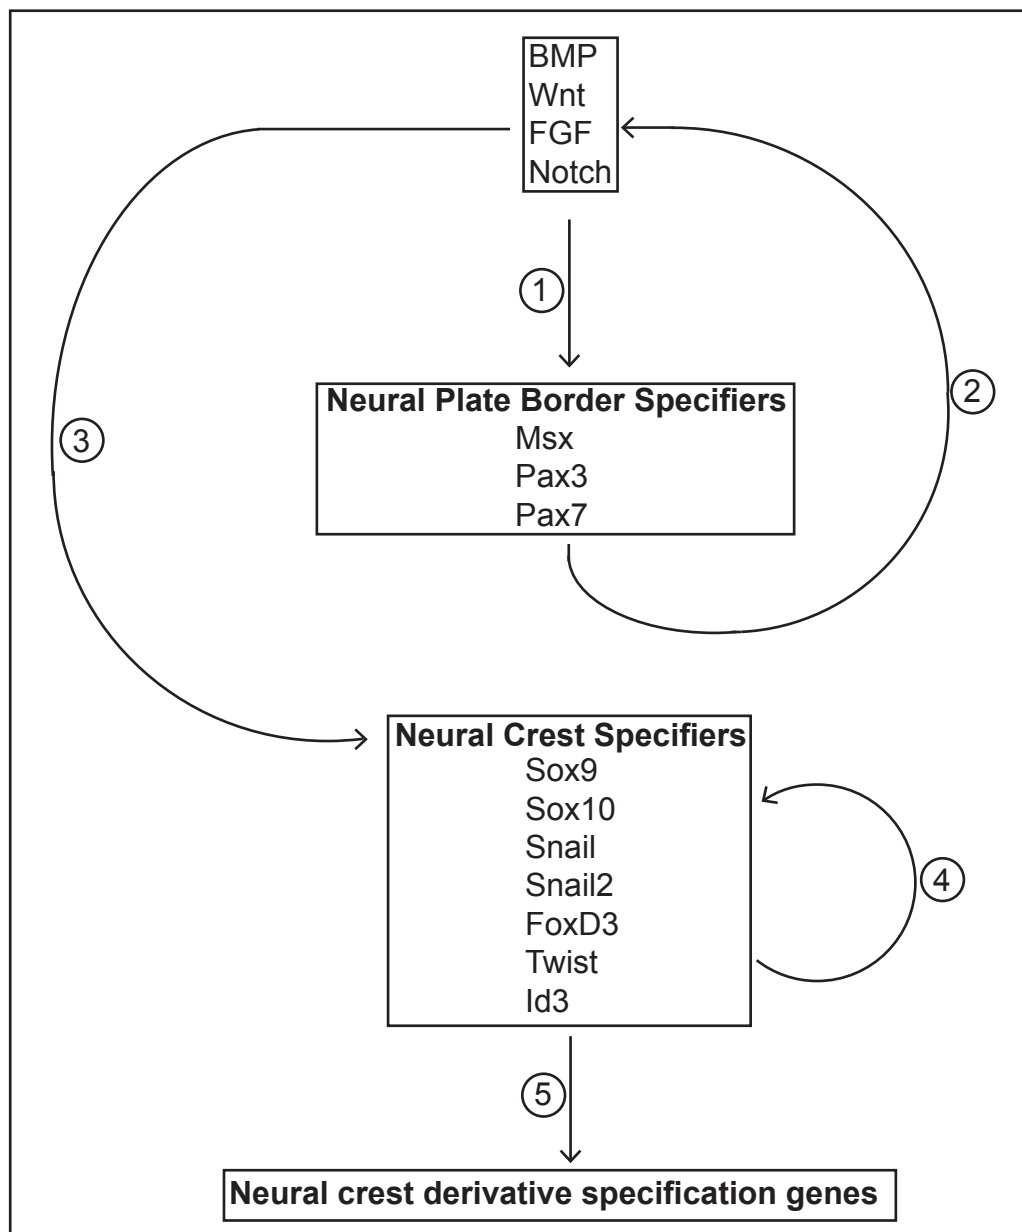 BMP
Wnt
FGF
Notch
1
Neural Plate Border Specifiers
Msx
Pax3
Pax7
2
3
Neural Crest Specifiers
Sox9
Sox10
Snail
Snail2
FoxD3
Twist
Id3
4
5
Neural crest derivative specification genes